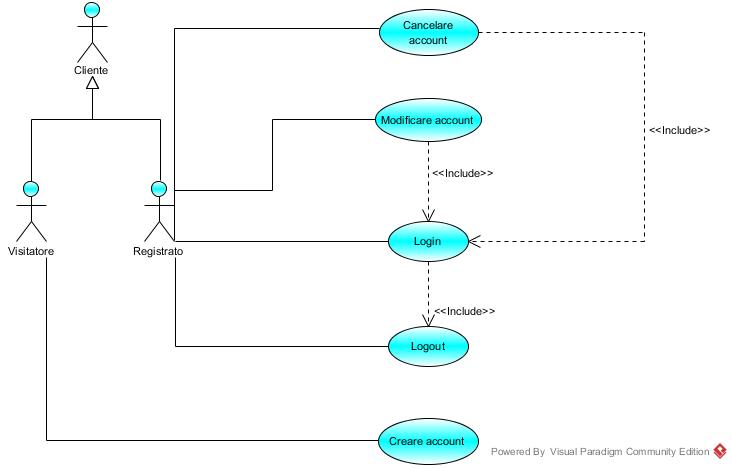 Cancelare
account
Cliente
Modificare account
<<Include>>
<<Include>>
Visitatore
Registrato
Login
<<Include>>
Logout
Creare account
Powered By Visual Paradigm Community Edition